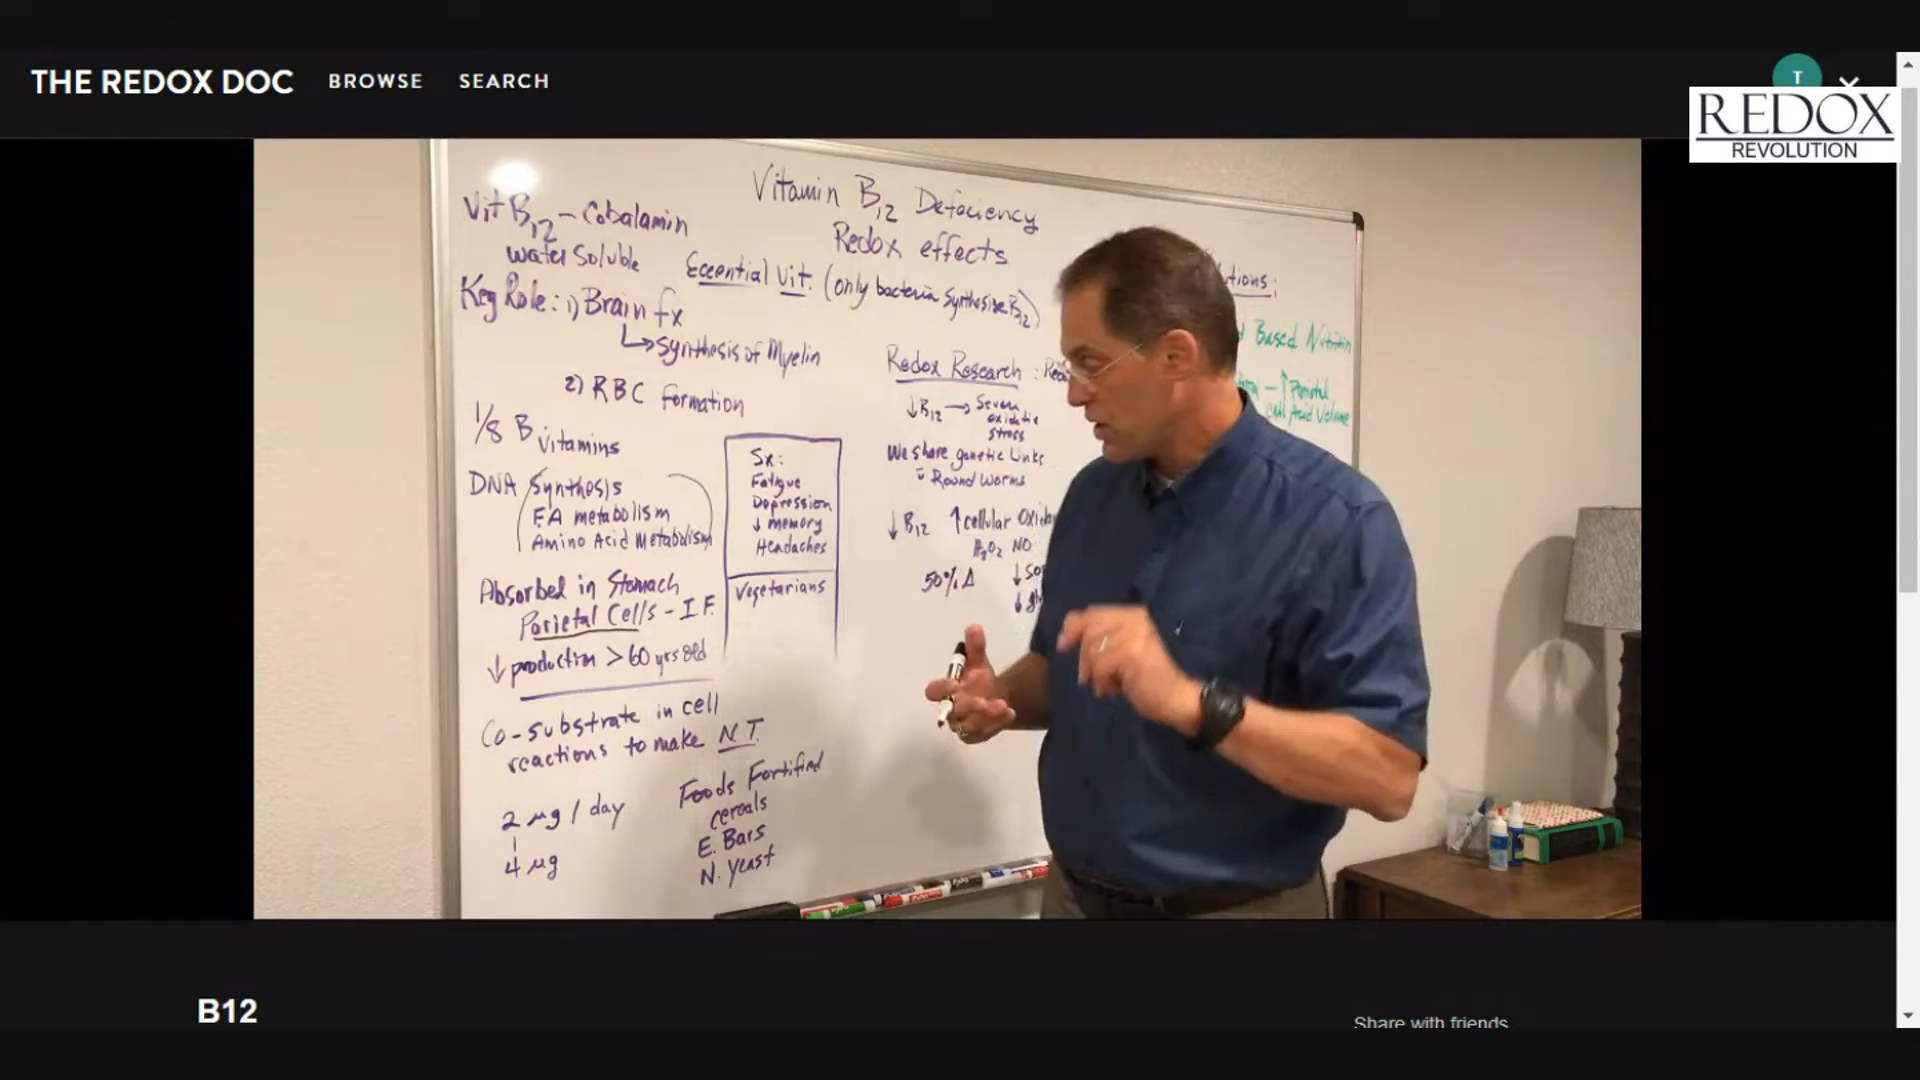 THE REDOX DOC BROWSE SEARCH
T
REDOX
REVOLUTION
Vitamin B12 Deficiency
Redox effects
Vit B12 - Cobalamin
water Soluble
Eccential Vit. (only bacteria Synthesize B12)
Key Role: 1) Brain fx
↳ Synthesis of Myelin
2) RBC formation
1/8 B vitamins
DNA Synthesis
F.A metabolism
Amino Acid Metabolism
Absorbed in Stomach
Parietal Cells - I.F.
↓ production > 60 yrs old
Co-substrate in cell
reactions to make N.T.
2 µg / day
4 µg
Sx:
Fatigue
Depression
↓ memory
Headaches
Vegetarians
Foods Fortified
cereals
E. Bars
N. Yeast
Redox Research :
↓ B12 → Severe
oxidative
stress
We share genetic Links
Round Worms
↓ B12 ↑ cellular
H2O2 NO
50% Δ
↓
↓
tions:
Based Nutrition
- ↑ Parietal
cell Acid Volume
B12
Share with friends